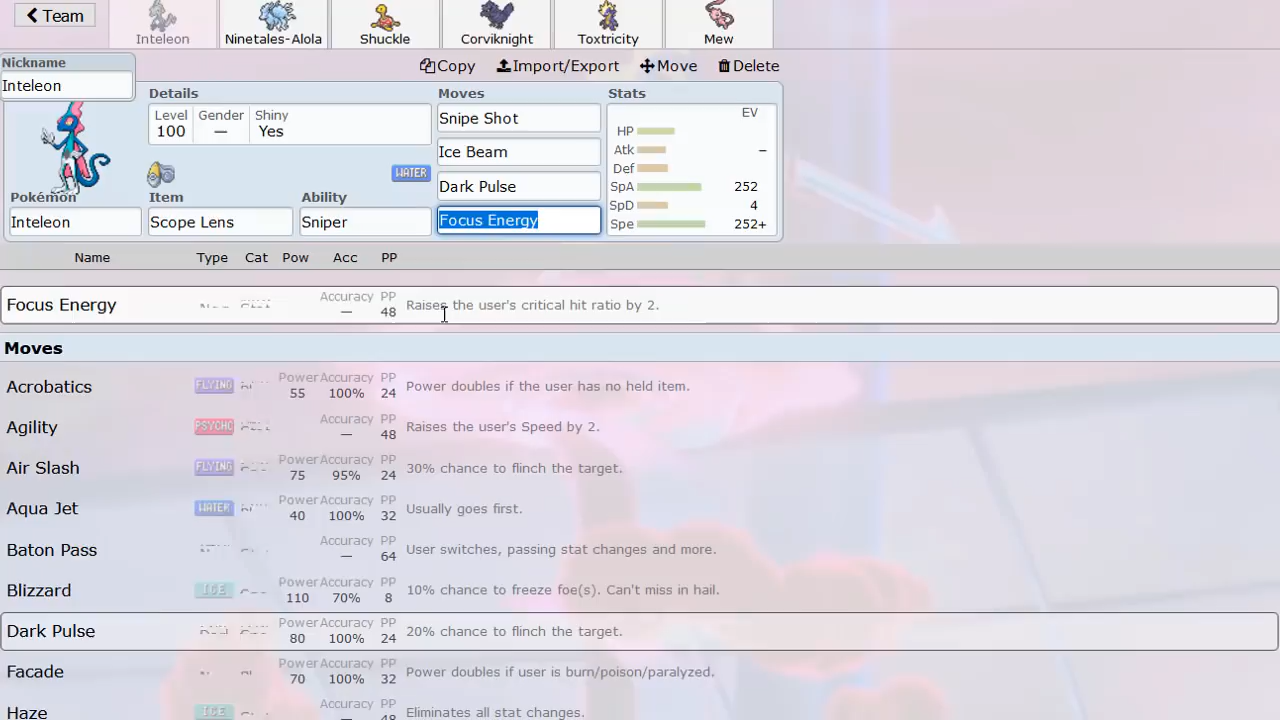 Team
Inteleon
Ninetales-Alola
Shuckle
Corviknight
Toxtricity
Mew
Nickname
Inteleon
Copy Import/Export Move Delete
Details
Level 100
Gender —
Shiny Yes
WATER
Pokémon Inteleon
Item Scope Lens
Ability Sniper
Moves
Snipe Shot
Ice Beam
Dark Pulse
Focus Energy
Stats
EV
HP
Atk –
Def
SpA 252
SpD 4
Spe 252+
Name Type Cat Pow Acc PP
Focus Energy Accuracy — PP 48 Raises the user's critical hit ratio by 2.
Moves
Acrobatics FLYING Power 55 Accuracy 100% PP 24 Power doubles if the user has no held item.
Agility PSYCHC Accuracy — PP 48 Raises the user's Speed by 2.
Air Slash FLYING Power 75 Accuracy 95% PP 24 30% chance to flinch the target.
Aqua Jet WATER Power 40 Accuracy 100% PP 32 Usually goes first.
Baton Pass Accuracy — PP 64 User switches, passing stat changes and more.
Blizzard ICE Power 110 Accuracy 70% PP 8 10% chance to freeze foe(s). Can't miss in hail.
Dark Pulse Power 80 Accuracy 100% PP 24 20% chance to flinch the target.
Facade Power 70 Accuracy 100% PP 32 Power doubles if user is burn/poison/paralyzed.
Haze ICE Accuracy — PP 48 Eliminates all stat changes.